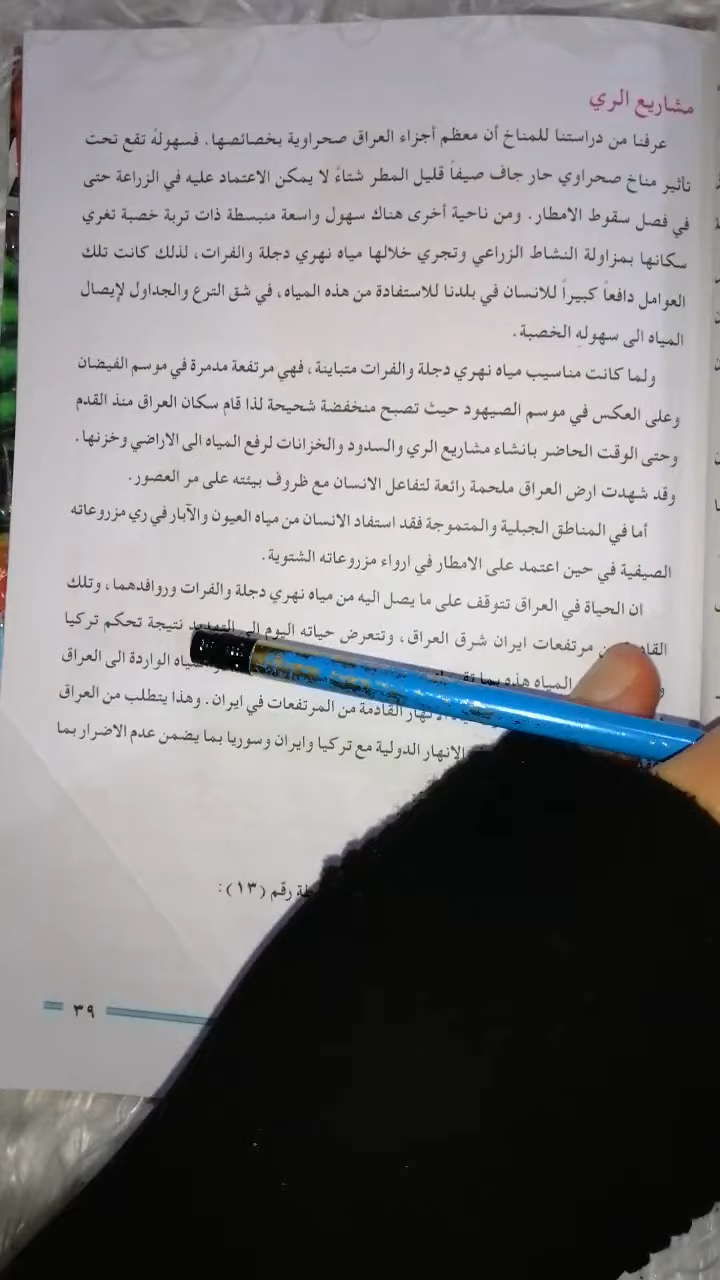 مشاريع الري
عرفنا من دراستنا للمناخ أن معظم أجزاء العراق صحراوية بخصائصها. فسهولهُ تقع تحت
تأثير مناخ صحراوي حار جاف صيفاً قليل المطر شتاءً لا يمكن الاعتماد عليه في الزراعة حتى
في فصل سقوط الامطار. ومن ناحية أخرى هناك سهول واسعة منبسطة ذات تربة خصبة تغري
سكانها بمزاولة النشاط الزراعي وتجري خلالها مياه نهري دجلة والفرات، لذلك كانت تلك
العوامل دافعاً كبيراً للانسان في بلدنا للاستفادة من هذه المياه، في شق الترع والجداول لإيصال
المياه الى سهولهِ الخصبة.
ولما كانت مناسيب مياه نهري دجلة والفرات متباينة، فهي مرتفعة مدمرة في موسم الفيضان
وعلى العكس في موسم الصيهود حيث تصبح منخفضة شحيحة لذا قام سكان العراق منذ القدم
وحتى الوقت الحاضر بانشاء مشاريع الري والسدود والخزانات لرفع المياه الى الاراضي وخزنها.
وقد شهدت ارض العراق ملحمة رائعة لتفاعل الانسان مع ظروف بيئته على مر العصور.
أما في المناطق الجبلية والمتموجة فقد استفاد الانسان من مياه العيون والآبار في ري مزروعاته
الصيفية في حين اعتمد على الامطار في ارواء مزروعاته الشتوية.
ان الحياة في العراق تتوقف على ما يصل اليه من مياه نهري دجلة والفرات وروافدهما، وتلك
مرتفعات ايران شرق العراق، وتتعرض حياته اليوم الى التهديد نتيجة تحكم تركيا
المياه هذه بما الواردة الى العراق
القادمة من المرتفعات في ايران. وهذا يتطلب من العراق
الانهار الدولية مع تركيا وايران وسوريا بما يضمن عدم الاضرار بما
رقم (١٣):
٣٩